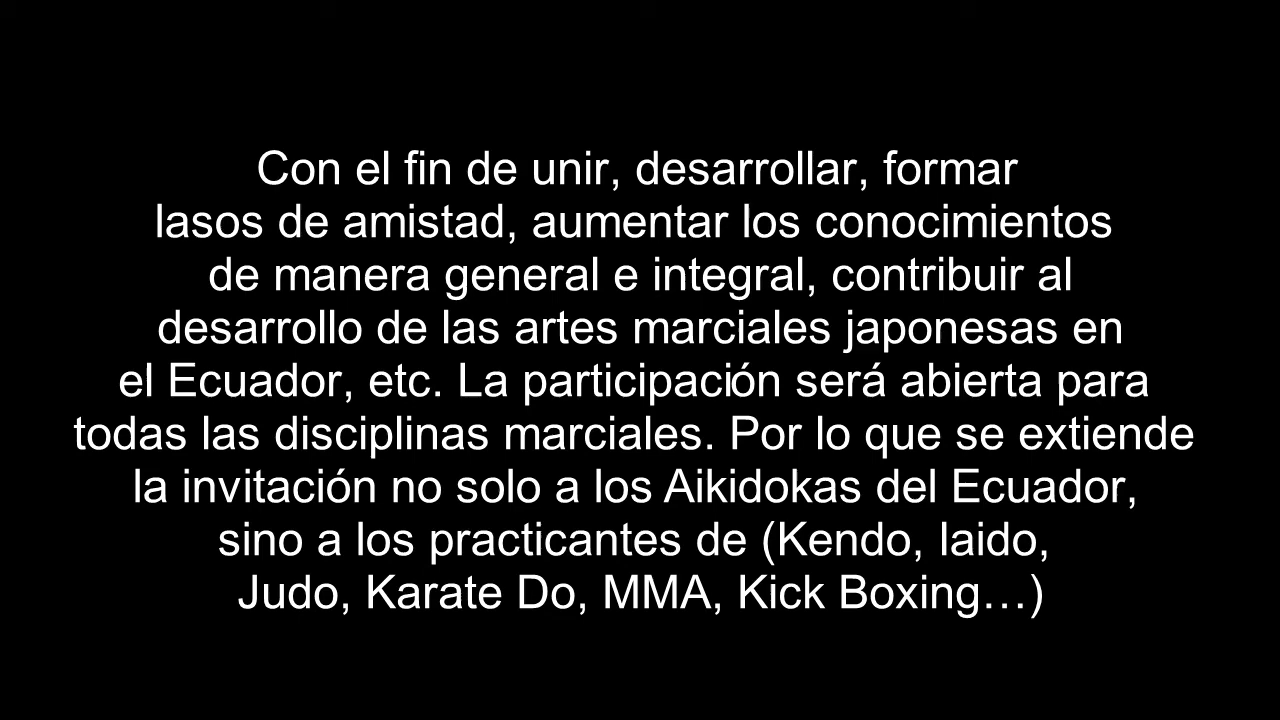 Con el fin de unir, desarrollar, formar
lasos de amistad, aumentar los conocimientos
de manera general e integral, contribuir al
desarrollo de las artes marciales japonesas en
el Ecuador, etc. La participación será abierta para
todas las disciplinas marciales. Por lo que se extiende
la invitación no solo a los Aikidokas del Ecuador,
sino a los practicantes de (Kendo, Iaido,
Judo, Karate Do, MMA, Kick Boxing…)